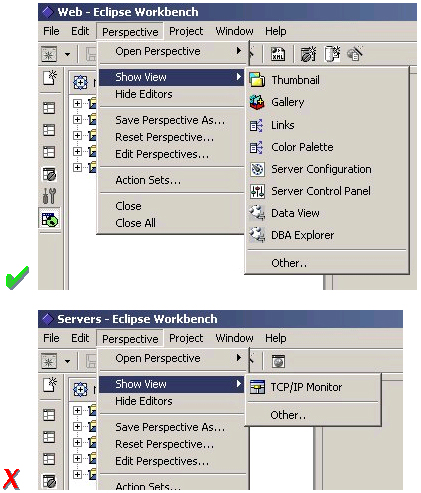 Web - Eclipse Workbench
File Edit Perspective Project Window Help
Open Perspective
Show View
Hide Editors
Save Perspective As...
Reset Perspective...
Edit Perspectives...
Action Sets...
Close
Close All
Thumbnail
Gallery
Links
Color Palette
Server Configuration
Server Control Panel
Data View
DBA Explorer
Other..
Servers - Eclipse Workbench
File Edit Perspective Project Window Help
Open Perspective
Show View
Hide Editors
Save Perspective As...
Reset Perspective...
Edit Perspectives...
Action Sets...
TCP/IP Monitor
Other..